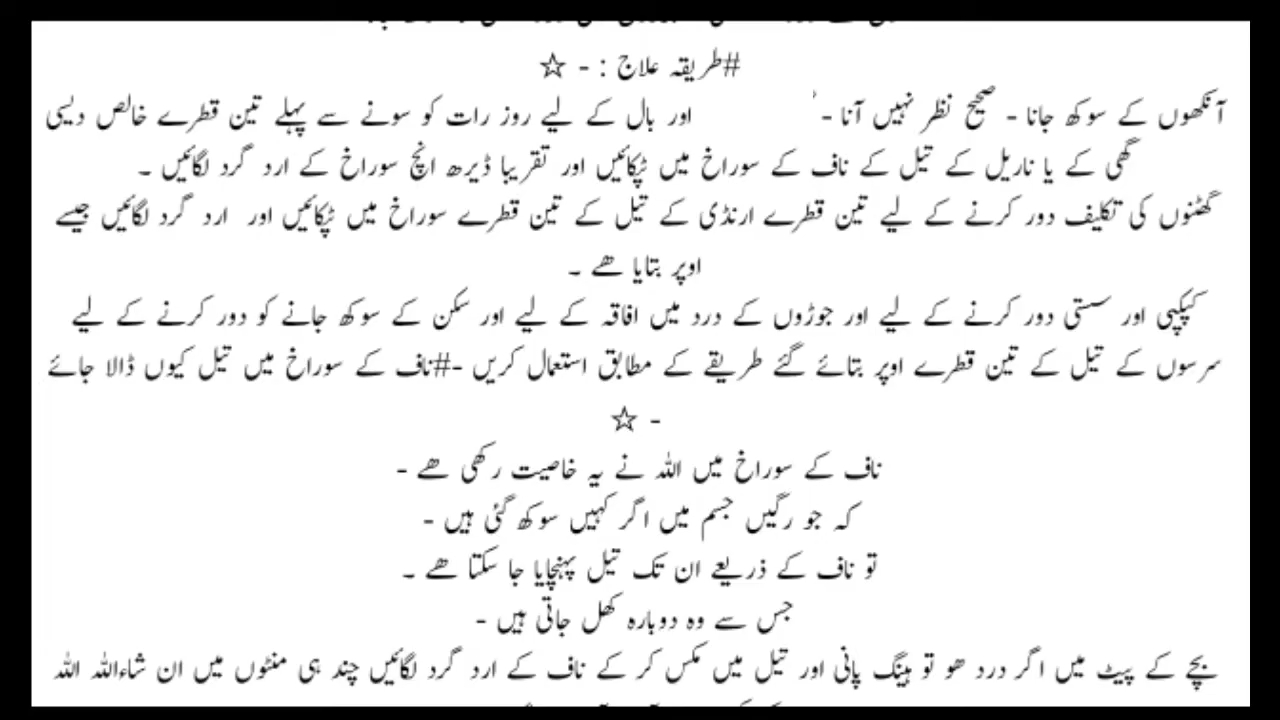 #طریقہ علاج : - ☆
آنکھوں کے سوکھ جانا - صحیح نظر نہیں آنا - اور بال کے لیے روز رات کو سونے سے پہلے تین قطرے خالص دیسی
گھی کے یا ناریل کے تیل کے ناف کے سوراخ میں ٹپکائیں اور تقریبا ڈیرھ انچ سوراخ کے ارد گرد لگائیں ۔
گھٹنوں کی تکلیف دور کرنے کے لیے تین قطرے ارنڈی کے تیل کے تین قطرے سوراخ میں ٹپکائیں اور ارد گرد لگائیں جیسے
اوپر بتایا ھے ۔
کپکپی اور سستی دور کرنے کے لیے اور جوڑوں کے درد میں افاقہ کے لیے اور سکن کے سوکھ جانے کو دور کرنے کے لیے
سرسوں کے تیل کے تین قطرے اوپر بتائے گئے طریقے کے مطابق استعمال کریں -#ناف کے سوراخ میں تیل کیوں ڈالا جائے
- ☆
ناف کے سوراخ میں اللہ نے یہ خاصیت رکھی ھے -
کہ جو رگیں جسم میں اگر کہیں سوکھ گئی ہیں -
تو ناف کے ذریعے ان تک تیل پہنچایا جا سکتا ھے ۔
جس سے وہ دوبارہ کھل جاتی ہیں -
بچے کے پیٹ میں اگر درد ھو تو ہینگ پانی اور تیل میں مکس کر کے ناف کے ارد گرد لگائیں چند ہی منٹوں میں ان شاءاللہ اللہ